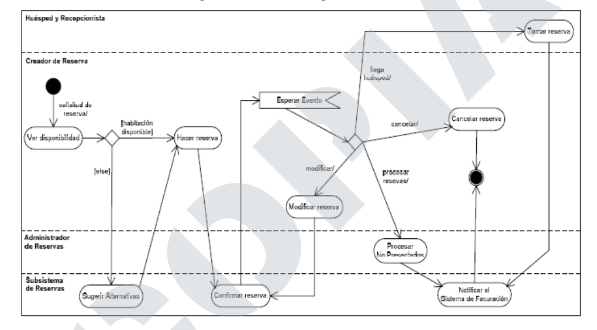 Huésped y Recepcionista
Tomar reserva
Creador de Reserva
solicitud de
reserva/
Ver disponibilidad
[habitación
disponible]
Hacer reserva
[else]
Esperar Evento
llega
huésped/
cancelar/
Cancelar reserva
modificar/
procesar
reservas/
Modificar reserva
Administrador
de Reservas
Procesar
No Presentados
Subsistema
de Reservas
Sugerir Alternativas
Confirmar reserva
Notificar al
Sistema de Facuración